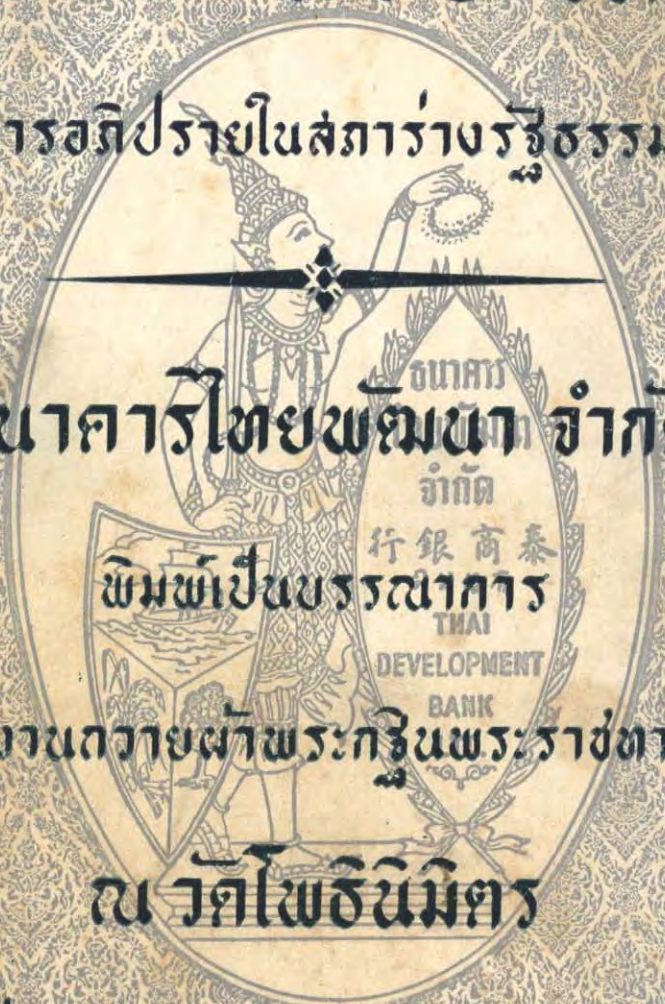 ารอภิปรายในสภาร่างรัฐธรรม
นาคารไทยพัฒนา จำกั
ธนาคาร
จำกัด
行銀商泰
พิมพ์เป็นบรรณาการ
THAI
DEVELOPMENT
BANK
งานถวายผ้าพระกฐินพระราชทา
ณ วัดโพธินิมิตร